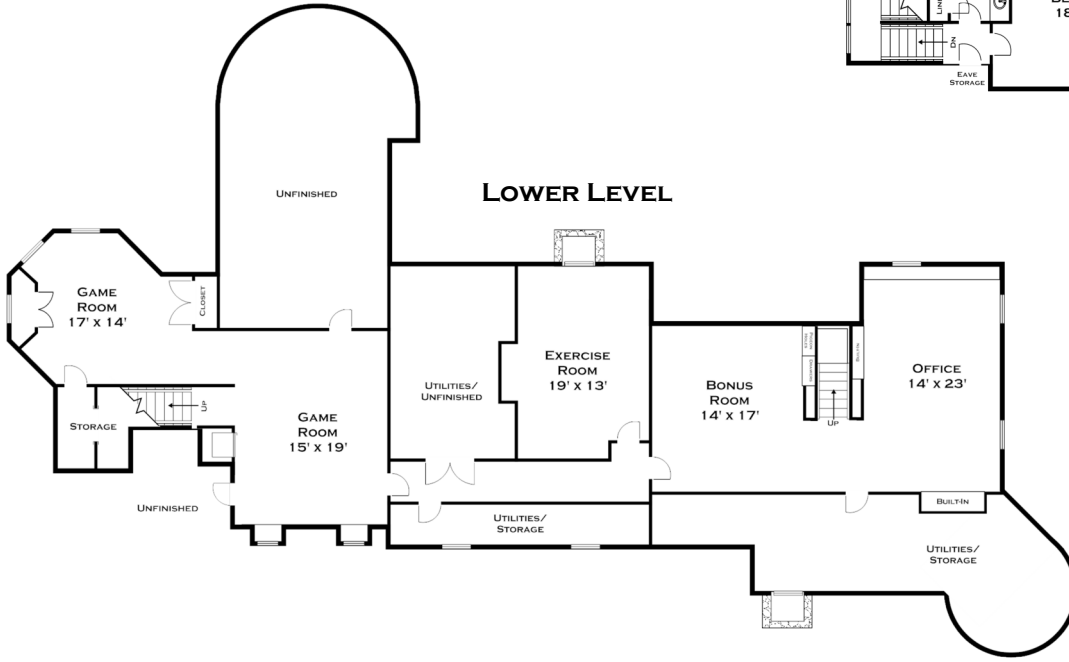 DN
EAVE
STORAGE
LOWER LEVEL
UNFINISHED
GAME
ROOM
17' x 14'
CLOSET
STORAGE
UP
UNFINISHED
GAME
ROOM
15' x 19'
UTILITIES/
UNFINISHED
EXERCISE
ROOM
19' x 13'
UTILITIES/
STORAGE
BONUS
ROOM
14' x 17'
DRAWERS
UP
BUILT-IN
OFFICE
14' x 23'
BUILT-IN
UTILITIES/
STORAGE